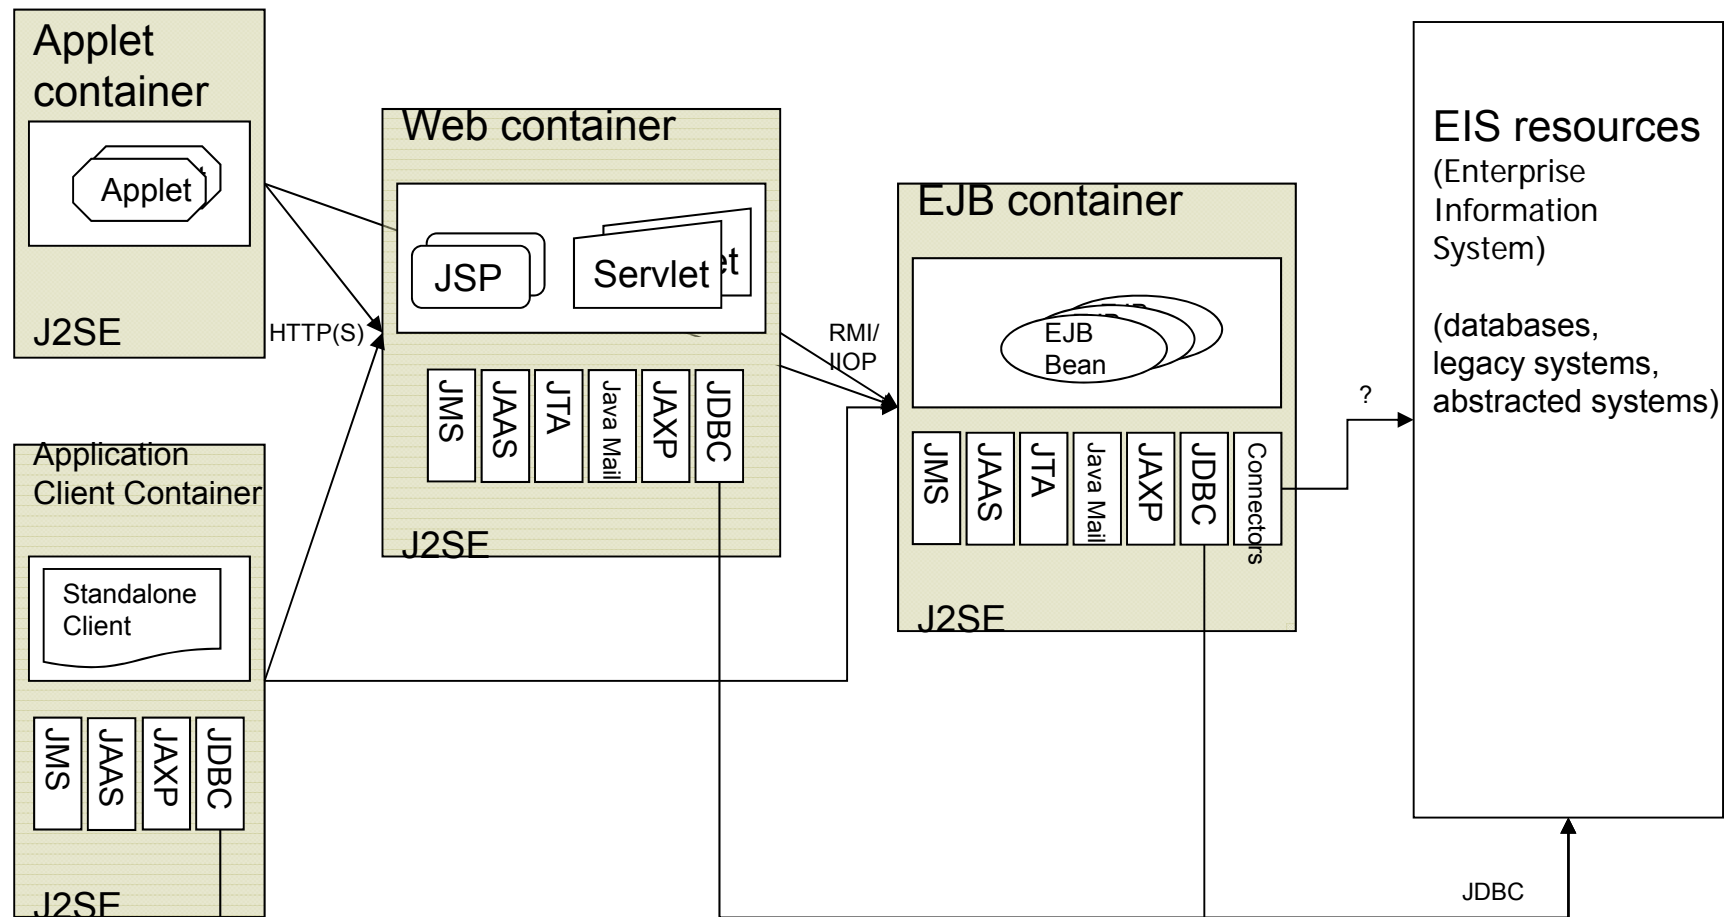 Applet
container
Applet
J2SE
HTTP(S)
Application
Client Container
Standalone
Client
JMS
JAAS
JAXP
JDBC
J2SE
Web container
JSP
Servlet
JMS
JAAS
JTA
Java Mail
JAXP
JDBC
J2SE
RMI/
IIOP
EJB container
EJB
Bean
JMS
JAAS
JTA
Java Mail
JAXP
JDBC
Connectors
J2SE
?
EIS resources
(Enterprise
Information
System)
(databases,
legacy systems,
abstracted systems)
JDBC